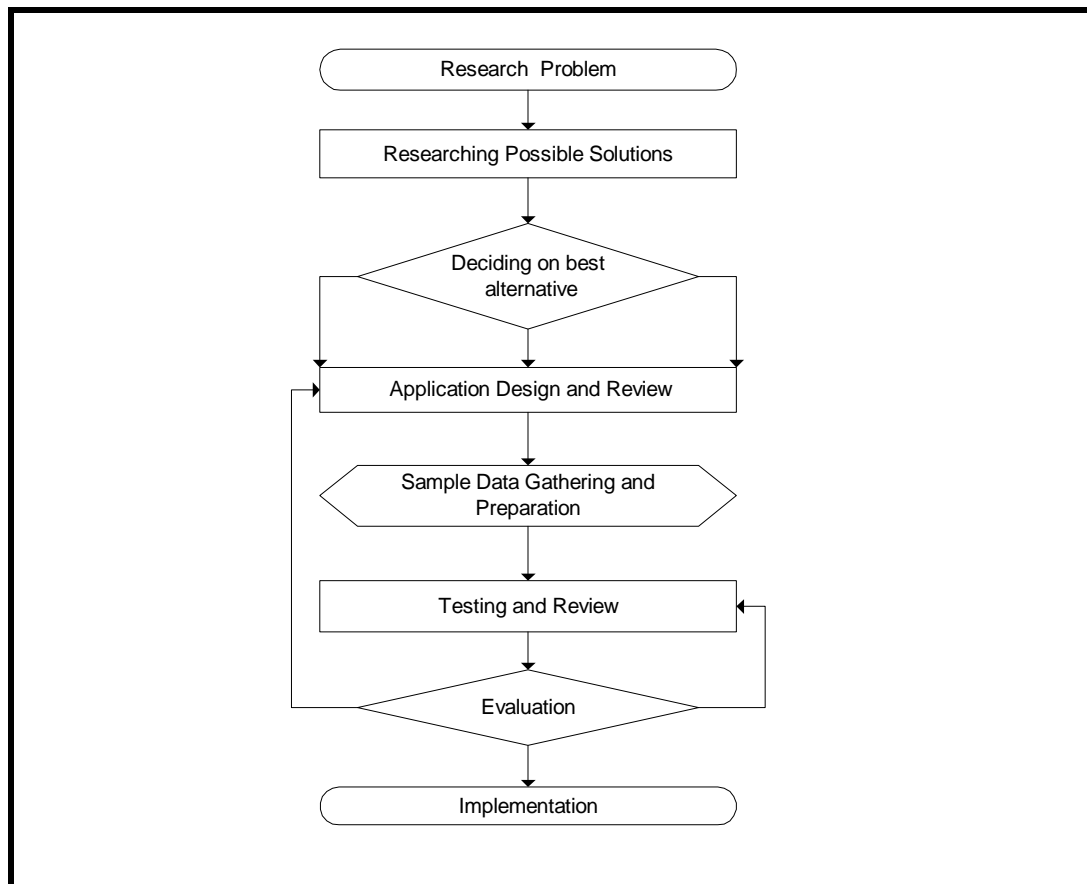 Research Problem
Researching Possible Solutions
Deciding on best
alternative
Application Design and Review
Sample Data Gathering and
Preparation
Testing and Review
Evaluation
Implementation